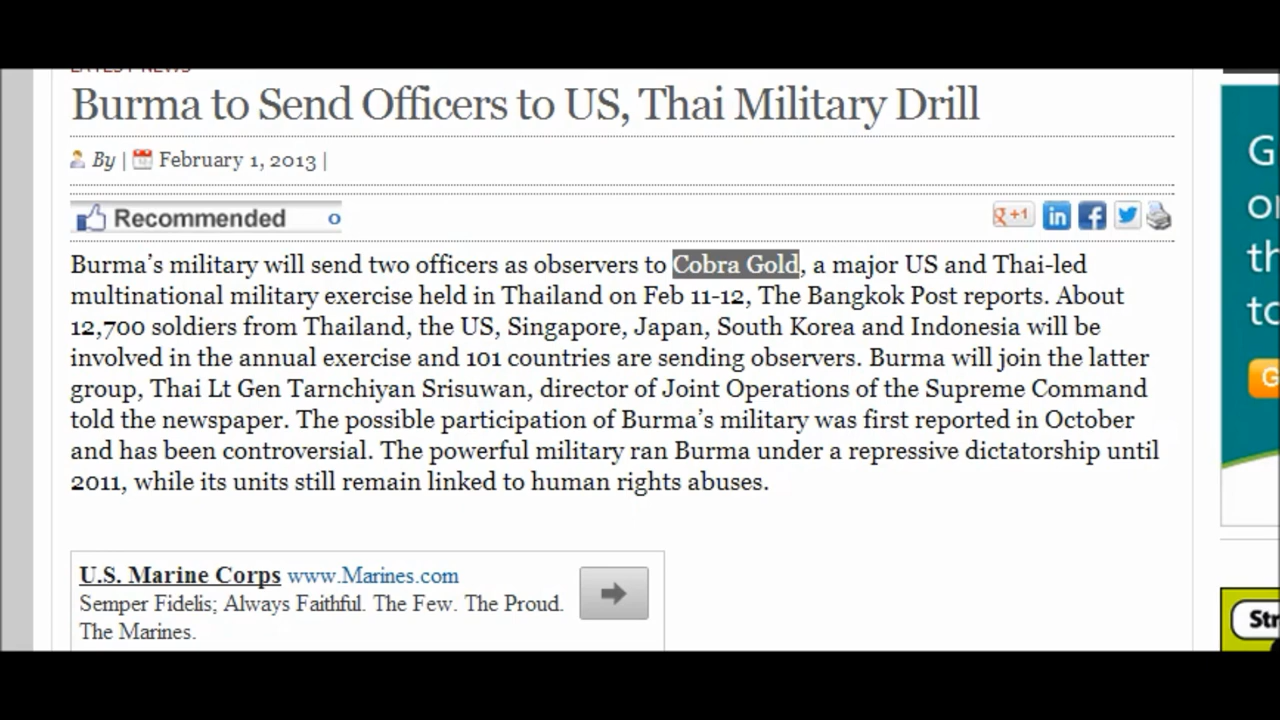 LATEST NEWS
Burma to Send Officers to US, Thai Military Drill
By | February 1, 2013 |
Recommended 0
g +1 in f
Burma's military will send two officers as observers to Cobra Gold, a major US and Thai-led
multinational military exercise held in Thailand on Feb 11-12, The Bangkok Post reports. About
12,700 soldiers from Thailand, the US, Singapore, Japan, South Korea and Indonesia will be
involved in the annual exercise and 101 countries are sending observers. Burma will join the latter
group, Thai Lt Gen Tarnchiyan Srisuwan, director of Joint Operations of the Supreme Command
told the newspaper. The possible participation of Burma's military was first reported in October
and has been controversial. The powerful military ran Burma under a repressive dictatorship until
2011, while its units still remain linked to human rights abuses.
U.S. Marine Corps www.Marines.com
Semper Fidelis; Always Faithful. The Few. The Proud.
The Marines.
G
th
to
G
Str